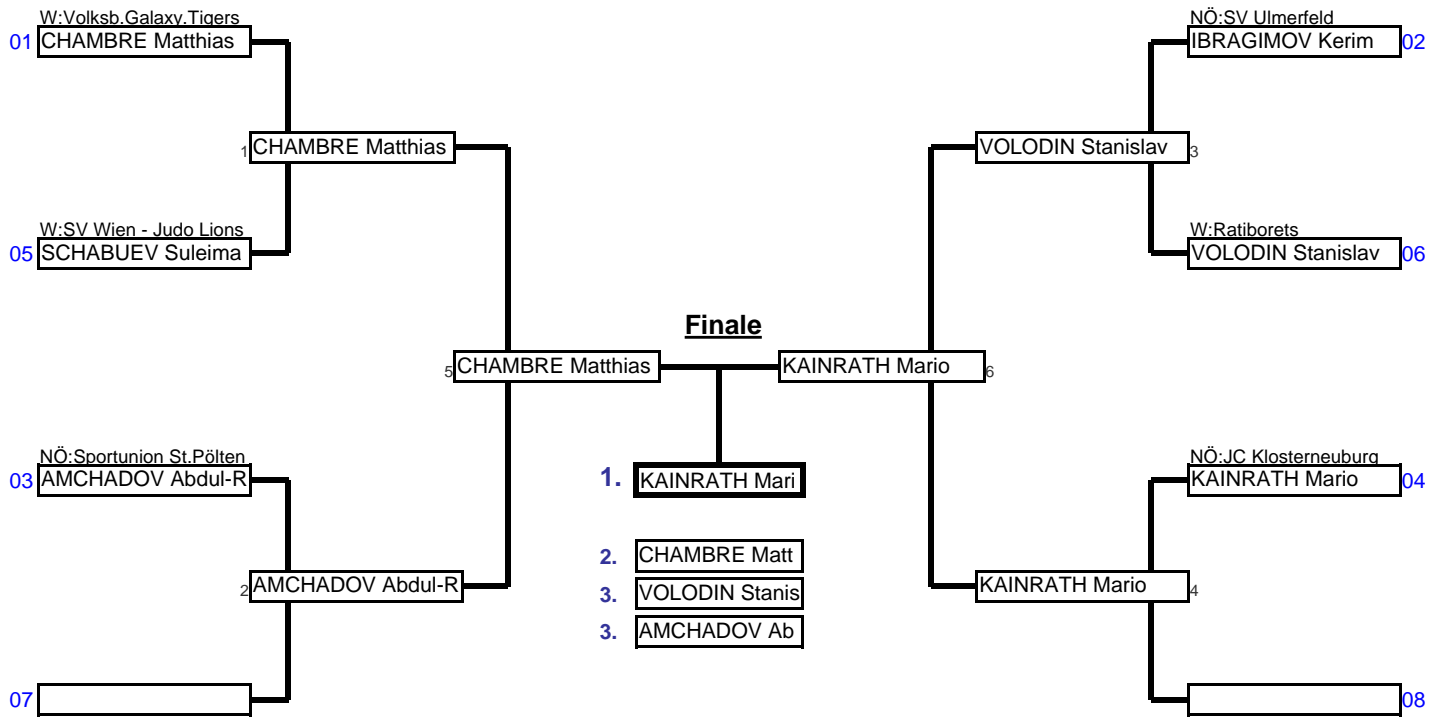 W:Volksb.Galaxy.Tigers
01 CHAMBRE Matthias
NÖ:SV Ulmerfeld
IBRAGIMOV Kerim 02
1 CHAMBRE Matthias
VOLODIN Stanislav 3
W:SV Wien - Judo Lions
05 SCHABUEV Suleima
W:Ratiborets
VOLODIN Stanislav 06
Finale
5 CHAMBRE Matthias
KAINRATH Mario 6
NÖ:Sportunion St.Pölten
03 AMCHADOV Abdul-R
1. KAINRATH Mari
NÖ:JC Klosterneuburg
KAINRATH Mario 04
2. CHAMBRE Matt
2 AMCHADOV Abdul-R
3. VOLODIN Stanis
KAINRATH Mario 4
3. AMCHADOV Ab
07
08